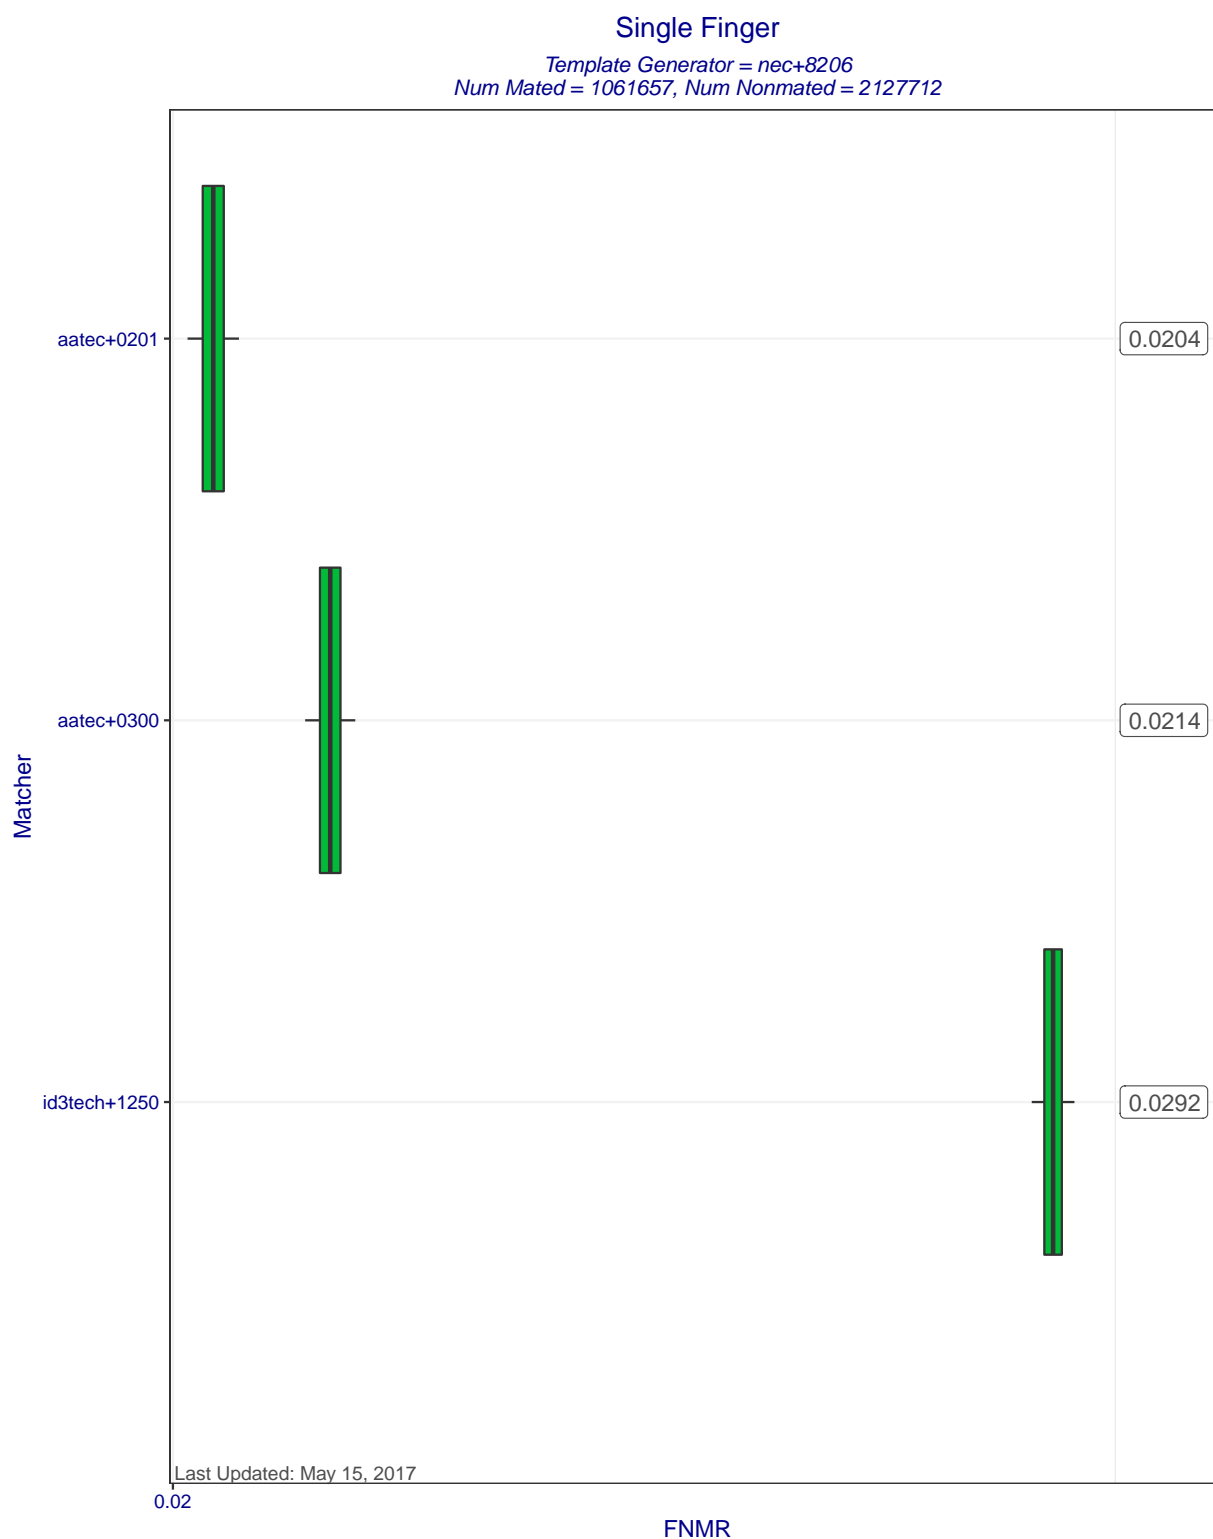 Single Finger
Template Generator = nec+8206
Num Mated = 1061657, Num Nonmated = 2127712
aatec+0201
0.0204
aatec+0300
0.0214
Matcher
id3tech+1250
0.0292
Last Updated: May 15, 2017
0.02
FNMR